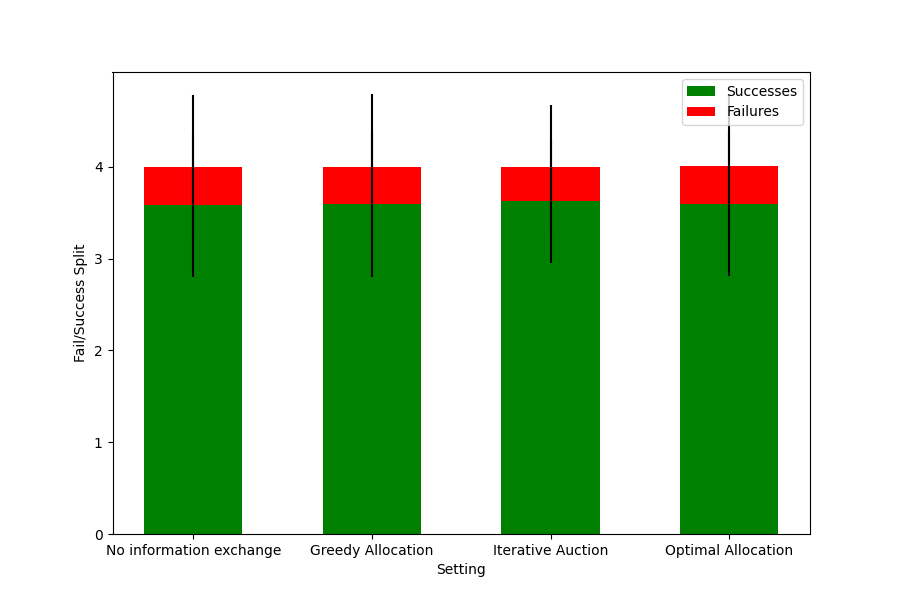 Successes
Failures
4
3
2
1
0
Fail/Success Split
No information exchange
Greedy Allocation
Iterative Auction
Optimal Allocation
Setting